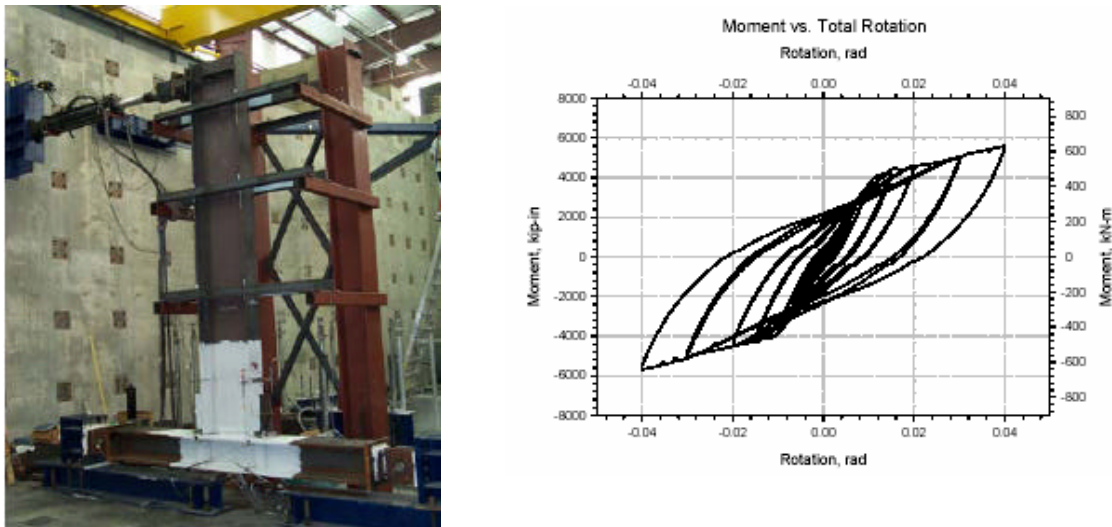 Moment vs. Total Rotation
Rotation, rad
-0.04 -0.02 0.00 0.02 0.04
8000
6000
4000
2000
0
-2000
-4000
-6000
-8000
Moment, kip-in
800
600
400
200
0
-200
-400
-600
-800
Moment, kN-m
-0.04 -0.02 0.00 0.02 0.04
Rotation, rad